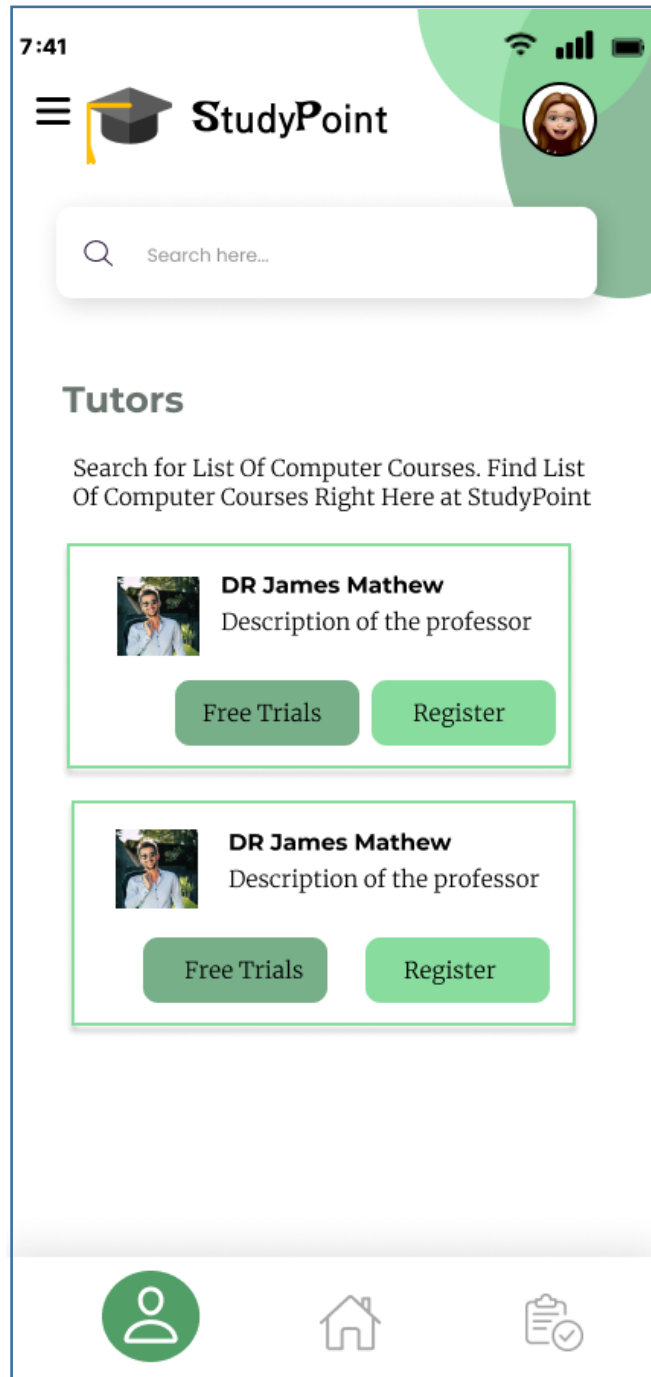 7:41
StudyPoint
Search here...
Tutors
Search for List Of Computer Courses. Find List
Of Computer Courses Right Here at StudyPoint
DR James Mathew
Description of the professor
Free Trials Register
DR James Mathew
Description of the professor
Free Trials Register